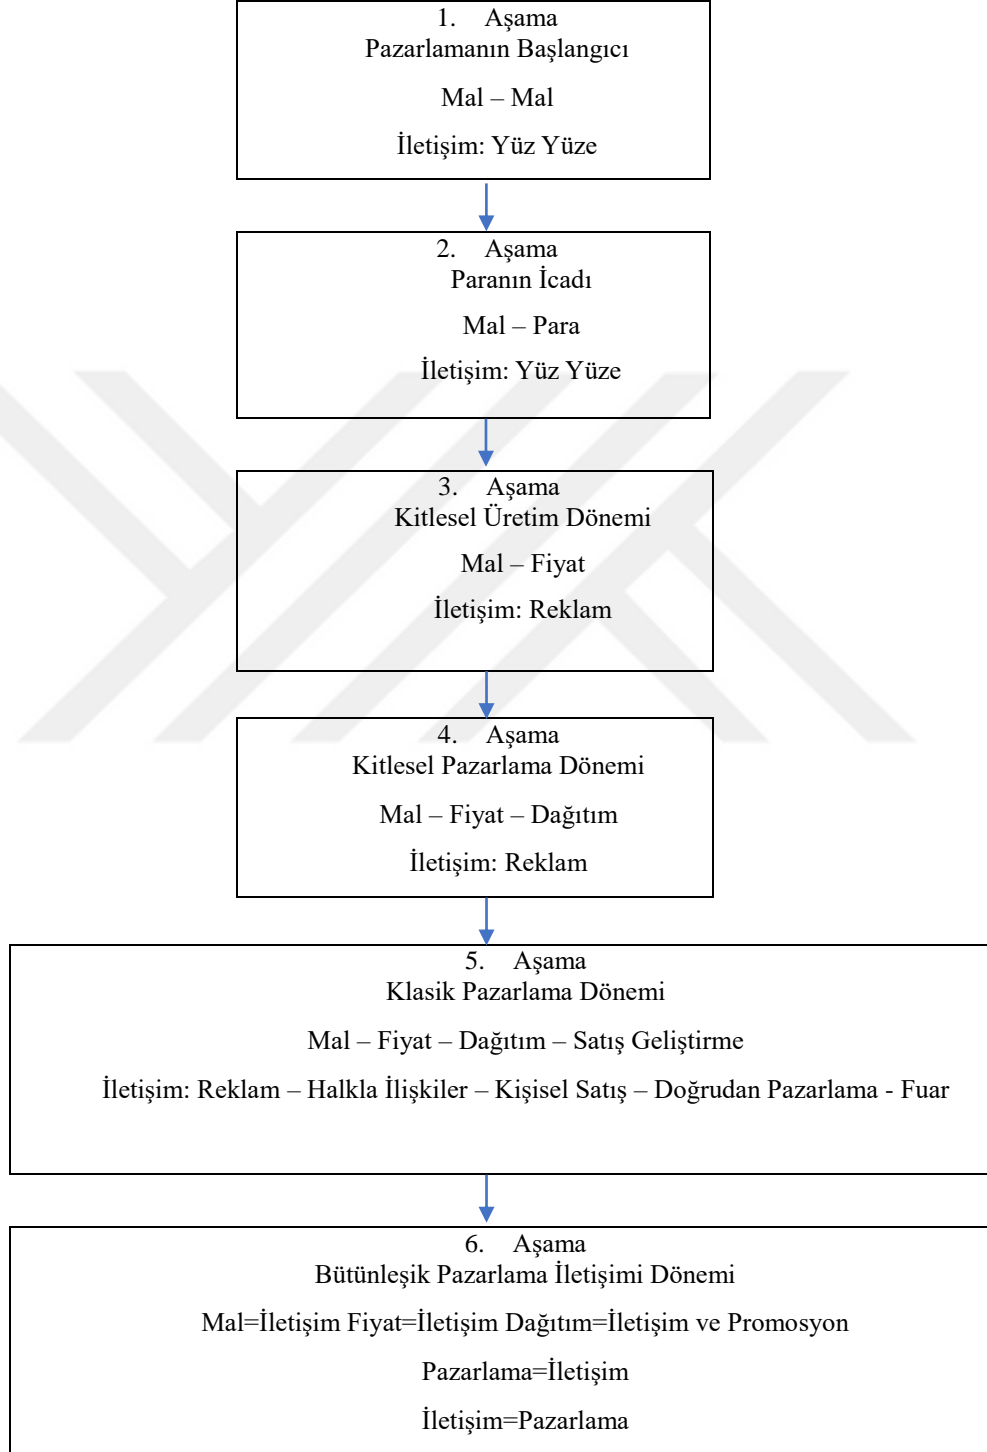 1. Aşama
Pazarlamanın Başlangıcı
Mal – Mal
İletişim: Yüz Yüze
2. Aşama
Paranın İcadı
Mal – Para
İletişim: Yüz Yüze
3. Aşama
Kitlesel Üretim Dönemi
Mal – Fiyat
İletişim: Reklam
4. Aşama
Kitlesel Pazarlama Dönemi
Mal – Fiyat – Dağıtım
İletişim: Reklam
5. Aşama
Klasik Pazarlama Dönemi
Mal – Fiyat – Dağıtım – Satış Geliştirme
İletişim: Reklam – Halkla İlişkiler – Kişisel Satış – Doğrudan Pazarlama - Fuar
6. Aşama
Bütünleşik Pazarlama İletişimi Dönemi
Mal=İletişim Fiyat=İletişim Dağıtım=İletişim ve Promosyon
Pazarlama=İletişim
İletişim=Pazarlama